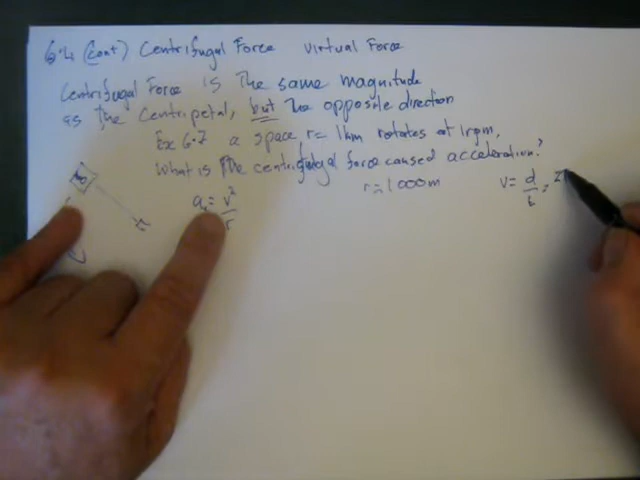 6.4 (cont) Centrifugal Force virtual Force
Centrifugal Force is the same magnitude
as the Centripetal, but the opposite direction
Ex 6.7 a space r= 1km rotates at 1rpm,
What is the centrifugal force caused acceleration?
r=1000m
v= d/t =
a = v²/r